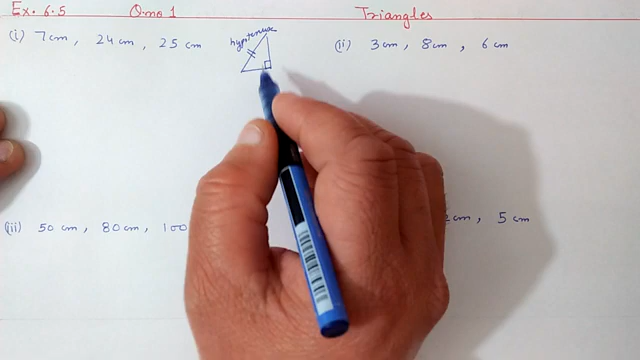 Ex. 6.5 Qno 1 Triangles
(i) 7 cm, 24 cm, 25 cm
hyptenuse
(ii) 3 cm, 8 cm, 6 cm
(iii) 50 cm, 80 cm, 100
cm, 5 cm